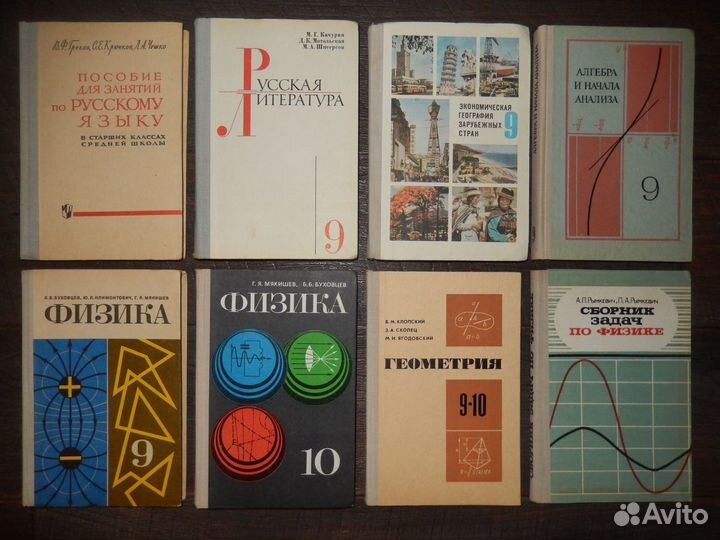 В.Ф.Греков, С.Е.Крючков, Л.А.Чешко
ПОСОБИЕ
ДЛЯ ЗАНЯТИЙ
ПО РУССКОМУ
ЯЗЫКУ
В СТАРШИХ КЛАССАХ
СРЕДНЕЙ ШКОЛЫ
М. Г. Качурин
Д. К. Мотольская
М. А. Шнеерсон
РУССКАЯ
ЛИТЕРАТУРА
9
ЭКОНОМИЧЕСКАЯ
ГЕОГРАФИЯ
ЗАРУБЕЖНЫХ
СТРАН
9
АЛГЕБРА
И НАЧАЛА
АНАЛИЗА
9
Б. Б. БУХОВЦЕВ, Ю. Л. КЛИМОНТОВИЧ, Г. Я. МЯКИШЕВ
ФИЗИКА
+
−
9
Г. Я. МЯКИШЕВ Б. Б. БУХОВЦЕВ
ФИЗИКА
10
В. М. КЛОПСКИЙ
З. А. СКОПЕЦ
М. И. ЯГОДОВСКИЙ
ГЕОМЕТРИЯ
9-10
А.П.РЫМКЕВИЧ, П.А.РЫМКЕВИЧ
СБОРНИК
ЗАДАЧ
ПО ФИЗИКЕ
Avito